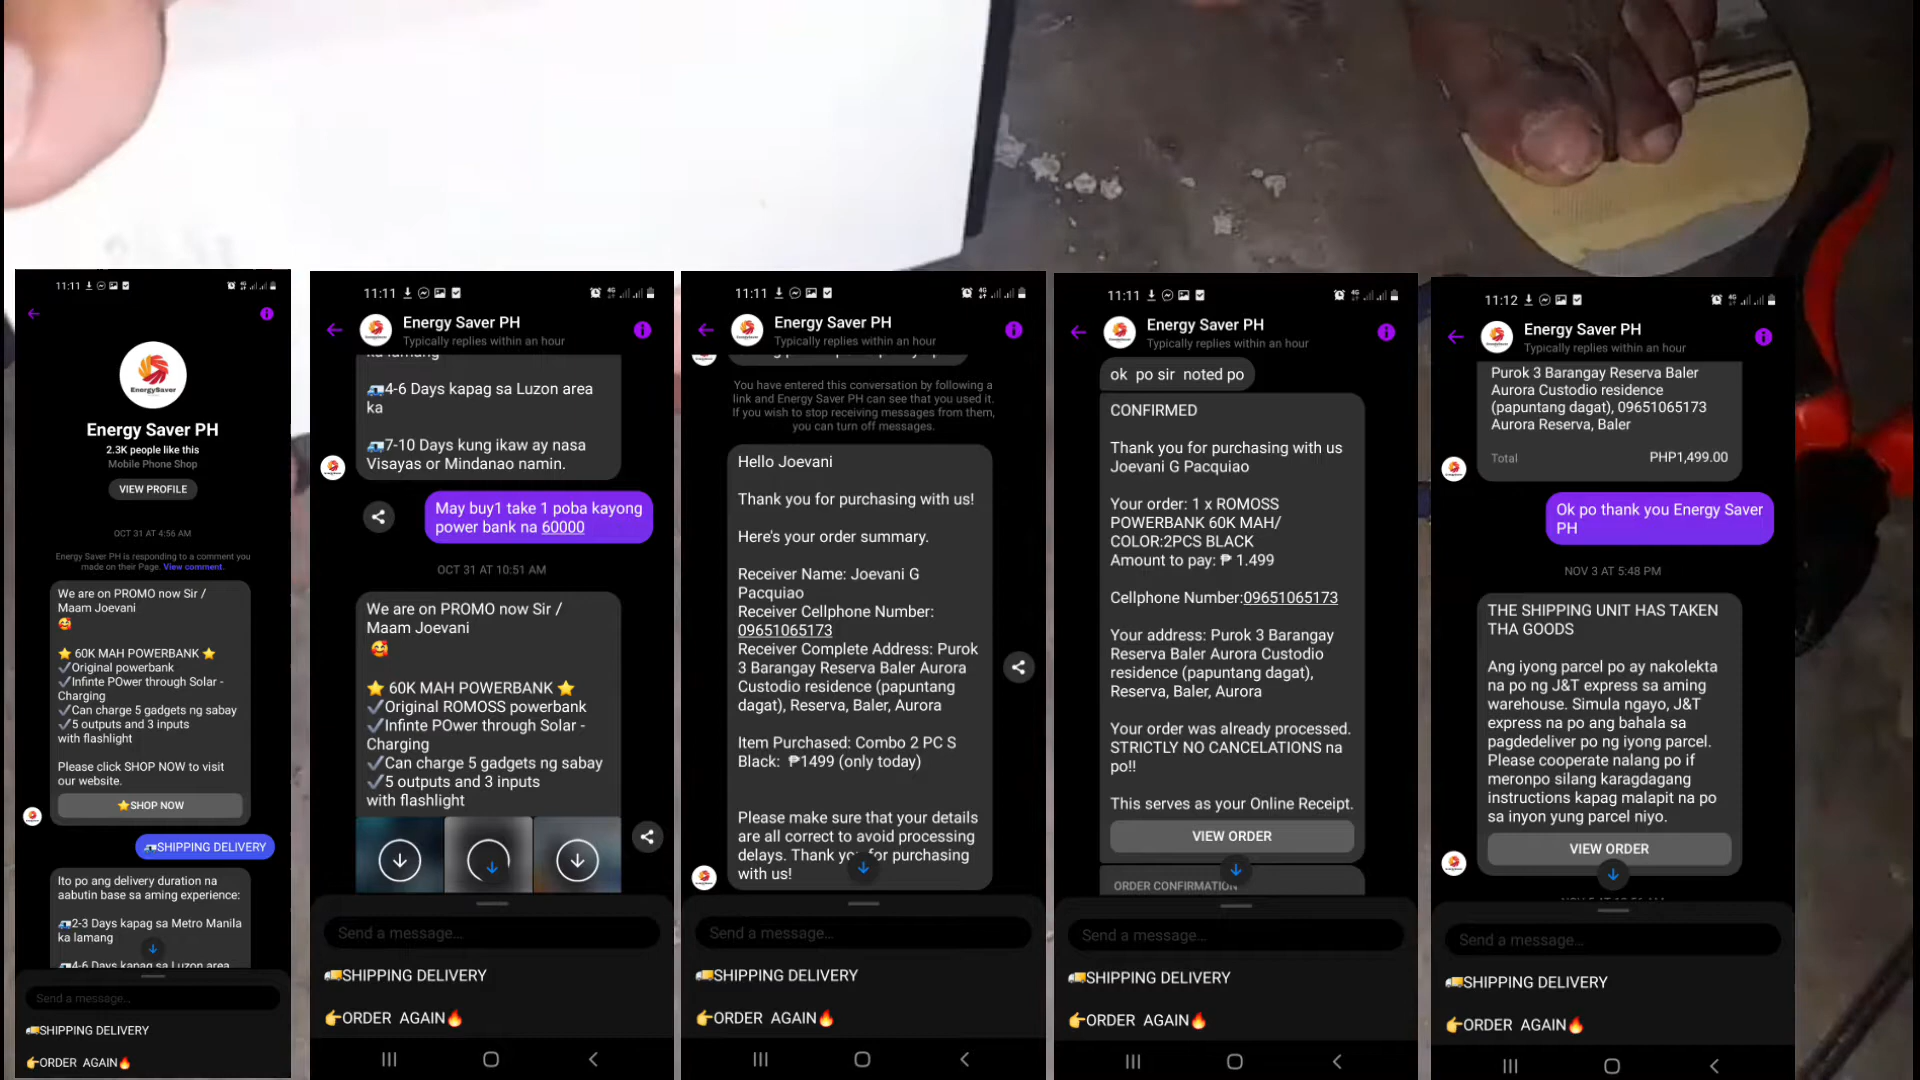 11:11
EnergySaver
Energy Saver PH
2.3K people like this
Mobile Phone Shop
VIEW PROFILE
OCT 31 AT 4:56 AM
Energy Saver PH is responding to a comment you
made on their Page. View comment.
We are on PROMO now Sir /
Maam Joevani
🥰
⭐ 60K MAH POWERBANK ⭐
✓Original powerbank
✓Infinte POwer through Solar -
Charging
✓Can charge 5 gadgets ng sabay
✓5 outputs and 3 inputs
with flashlight
Please click SHOP NOW to visit
our website.
⭐SHOP NOW
🚚SHIPPING DELIVERY
Ito po ang delivery duration na
aabutin base sa aming experience:
🚚2-3 Days kapag sa Metro Manila
ka lamang
🚚4-6 Days kapag sa Luzon area
Send a message...
🚚SHIPPING DELIVERY
👉ORDER AGAIN🔥
11:11
Energy Saver PH
Typically replies within an hour
ka lamang
🚚4-6 Days kapag sa Luzon area
ka
🚚7-10 Days kung ikaw ay nasa
Visayas or Mindanao namin.
May buy1 take 1 poba kayong
power bank na 60000
OCT 31 AT 10:51 AM
We are on PROMO now Sir /
Maam Joevani
🥰
⭐ 60K MAH POWERBANK ⭐
✓Original ROMOSS powerbank
✓Infinte POwer through Solar -
Charging
✓Can charge 5 gadgets ng sabay
✓5 outputs and 3 inputs
with flashlight
Send a message...
🚚SHIPPING DELIVERY
👉ORDER AGAIN🔥
11:11
Energy Saver PH
Typically replies within an hour
You have entered this conversation by following a
link and Energy Saver PH can see that you used it.
If you wish to stop receiving messages from them,
you can turn off messages.
Hello Joevani
Thank you for purchasing with us!
Here's your order summary.
Receiver Name: Joevani G
Pacquiao
Receiver Cellphone Number:
09651065173
Receiver Complete Address: Purok
3 Barangay Reserva Baler Aurora
Custodio residence (papuntang
dagat), Reserva, Baler, Aurora
Item Purchased: Combo 2 PC S
Black: ₱1499 (only today)
Please make sure that your details
are all correct to avoid processing
delays. Thank you for purchasing
with us!
Send a message...
🚚SHIPPING DELIVERY
👉ORDER AGAIN🔥
11:11
Energy Saver PH
Typically replies within an hour
ok po sir noted po
CONFIRMED
Thank you for purchasing with us
Joevani G Pacquiao
Your order: 1 x ROMOSS
POWERBANK 60K MAH/
COLOR:2PCS BLACK
Amount to pay: ₱ 1.499
Cellphone Number:09651065173
Your address: Purok 3 Barangay
Reserva Baler Aurora Custodio
residence (papuntang dagat),
Reserva, Baler, Aurora
Your order was already processed.
STRICTLY NO CANCELATIONS na
po!!
This serves as your Online Receipt.
VIEW ORDER
ORDER CONFIRMATION
Send a message...
🚚SHIPPING DELIVERY
👉ORDER AGAIN🔥
11:12
Energy Saver PH
Typically replies within an hour
Purok 3 Barangay Reserva Baler
Aurora Custodio residence
(papuntang dagat), 09651065173
Aurora Reserva, Baler
Total PHP1,499.00
Ok po thank you Energy Saver
PH
NOV 3 AT 5:48 PM
THE SHIPPING UNIT HAS TAKEN
THA GOODS
Ang iyong parcel po ay nakolekta
na po ng J&T express sa aming
warehouse. Simula ngayo, J&T
express na po ang bahala sa
pagdedeliver po ng iyong parcel.
Please cooperate nalang po if
meronpo silang karagdagang
instructions kapag malapit na po
sa inyon yung parcel niyo.
VIEW ORDER
Send a message...
🚚SHIPPING DELIVERY
👉ORDER AGAIN🔥